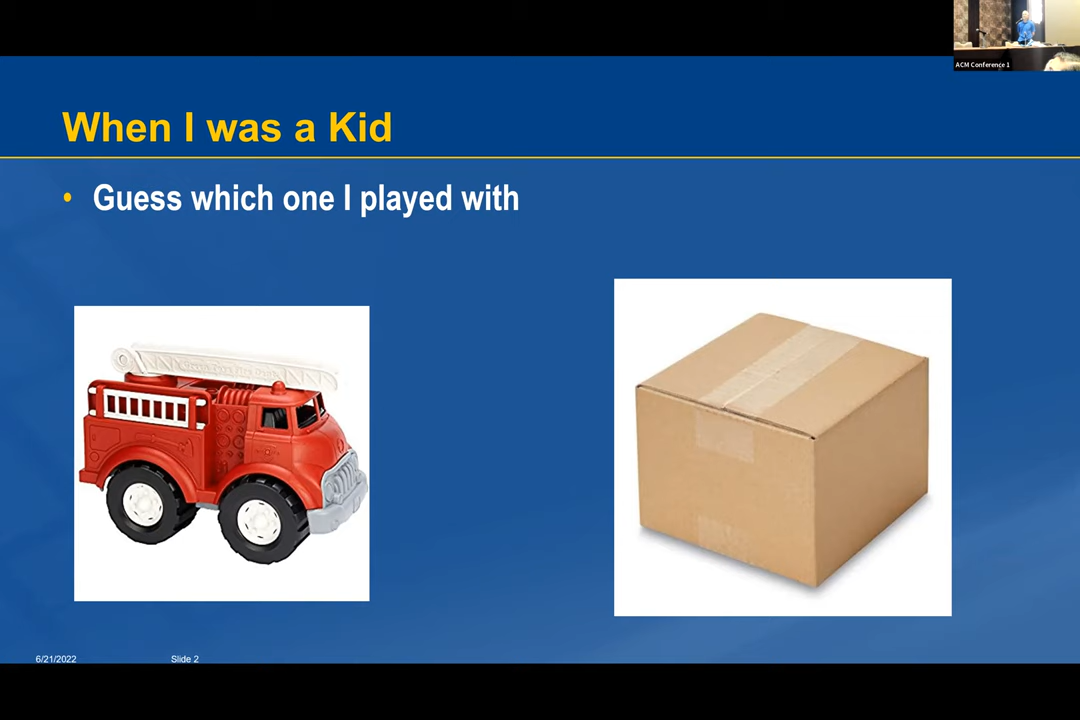 ACM Conference 1
When I was a Kid
• Guess which one I played with
6/21/2022
Slide 2